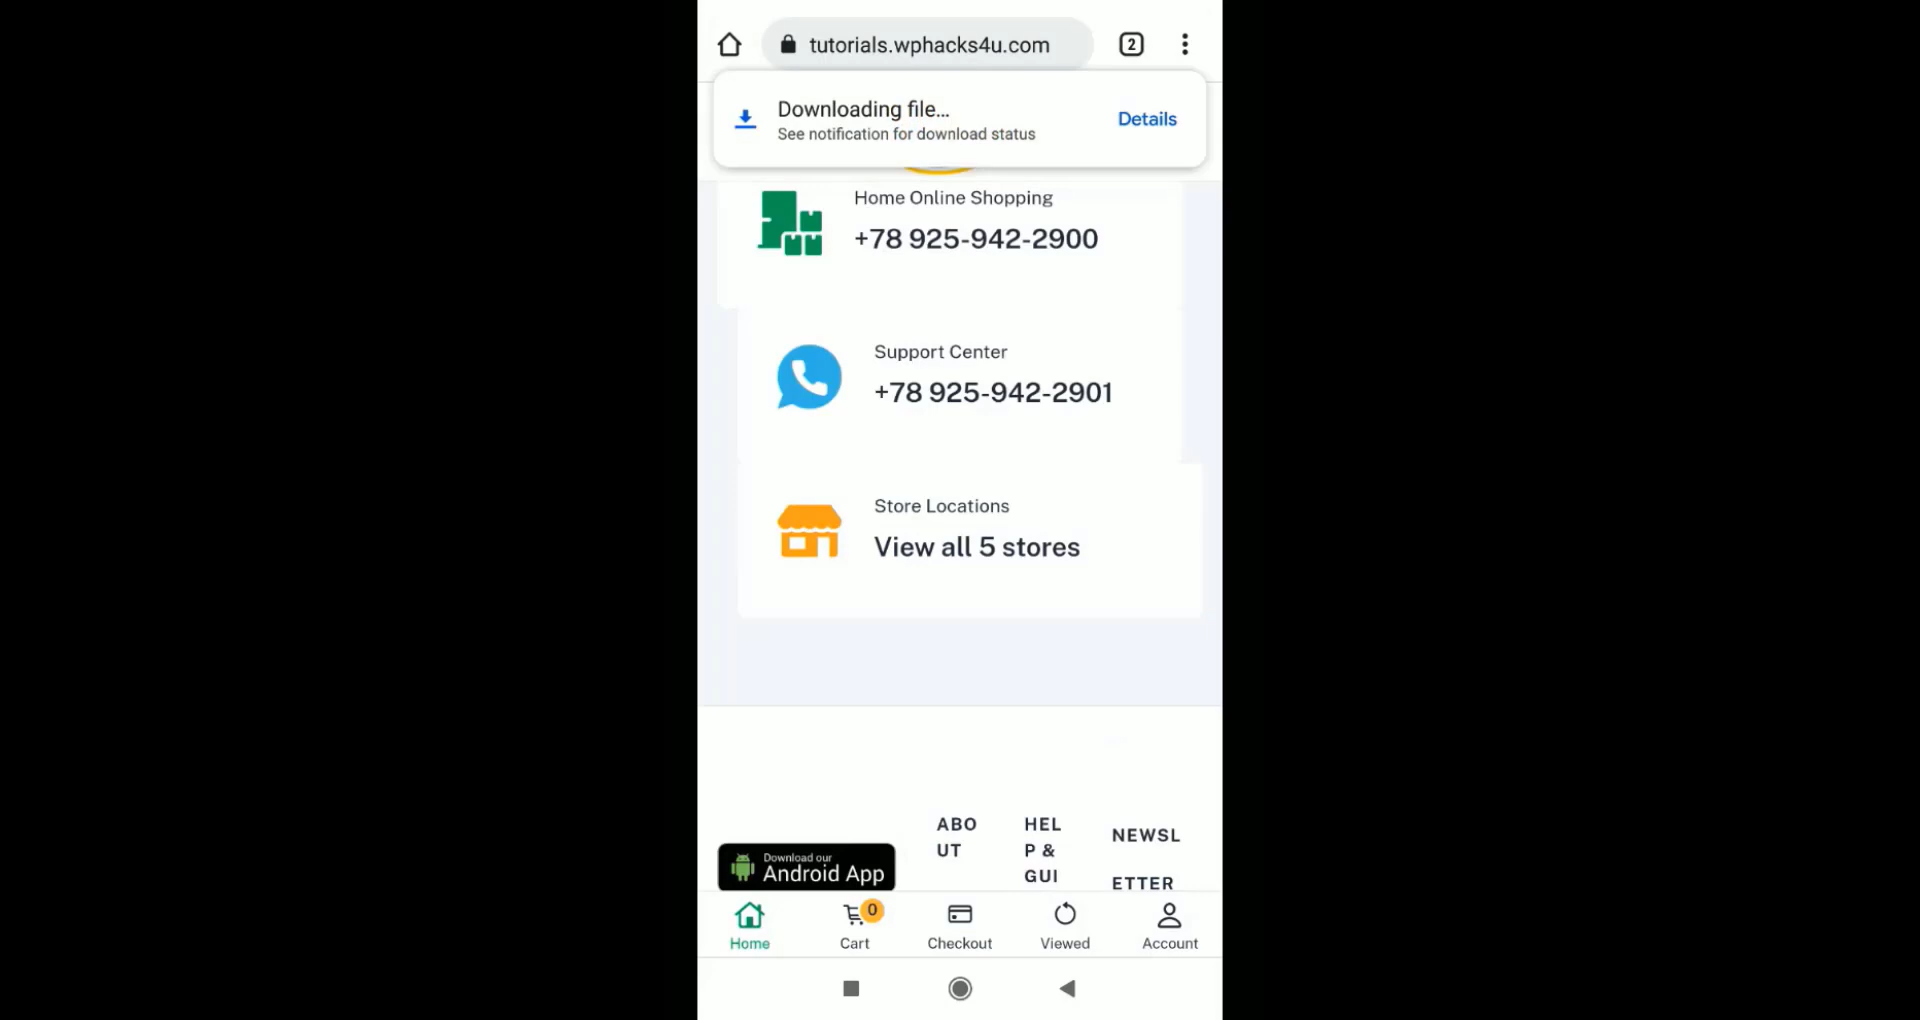 tutorials.wphacks4u.com
2
Downloading file...
See notification for download status
Details
Home Online Shopping
+78 925-942-2900
Support Center
+78 925-942-2901
Store Locations
View all 5 stores
ABO
UT
HEL
P &
GUI
NEWSL
ETTER
Download our
Android App
0
Home
Cart
Checkout
Viewed
Account